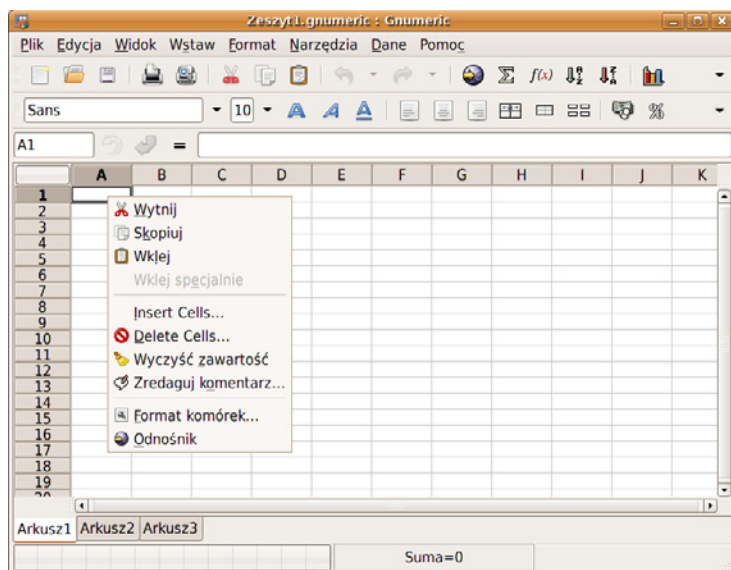 Zeszyt1.gnumeric : Gnumeric
Plik Edycja Widok Wstaw Format Narzędzia Dane Pomoc
f(x)
Sans 10 A A A %
A1 =
A B C D E F G H I J K
1
2
3
4
5
6
7
8
9
10
11
12
13
14
15
16
17
18
19
20
Wytnij
Skopiuj
Wklej
Wklej specjalnie
Insert Cells...
Delete Cells...
Wyczyść zawartość
Zredaguj komentarz...
Format komórek...
Odnośnik
Arkusz1 Arkusz2 Arkusz3
Suma=0